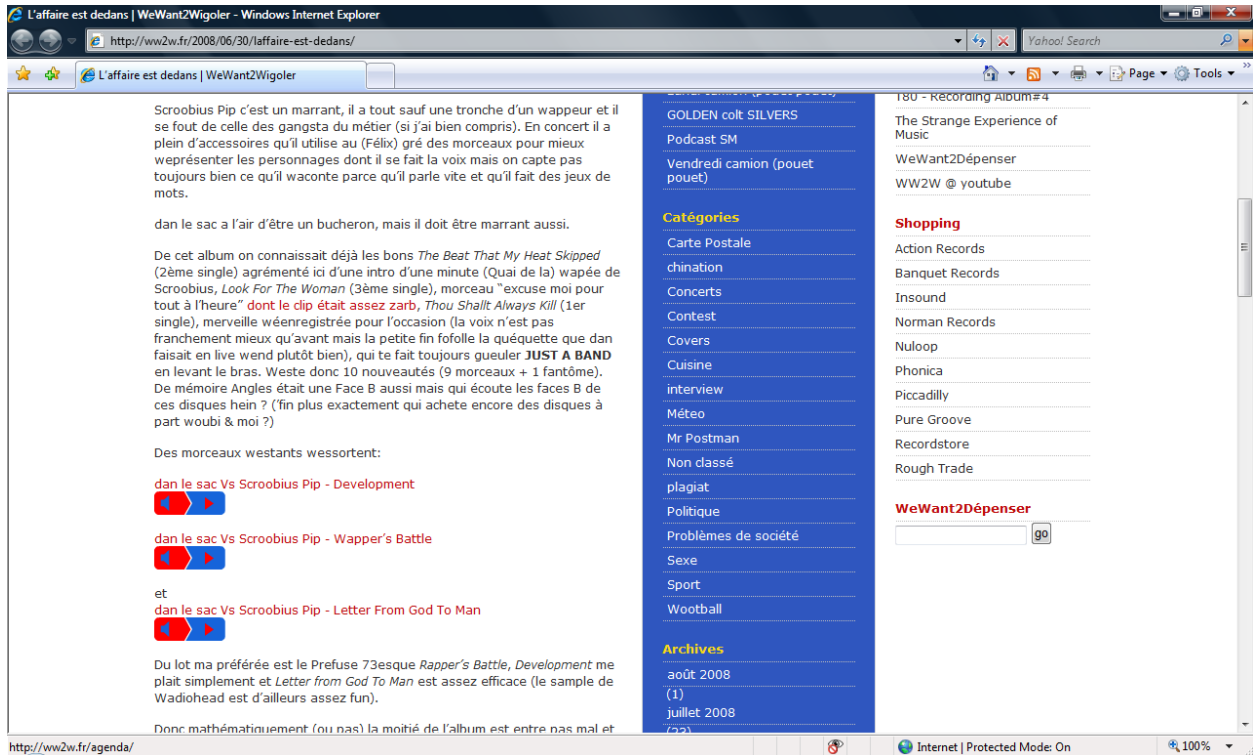 L'affaire est dedans | WeWant2Wigoler - Windows Internet Explorer
http://ww2w.fr/2008/06/30/laffaire-est-dedans/
Yahoo! Search
L'affaire est dedans | WeWant2Wigoler
Page
Tools
Scroobius Pip c'est un marrant, il a tout sauf une tronche d'un wappeur et il
se fout de celle des gangsta du métier (si j'ai bien compris). En concert il a
plein d'accessoires qu'il utilise au (Félix) gré des morceaux pour mieux
weprésenter les personnages dont il se fait la voix mais on capte pas
toujours bien ce qu'il waconte parce qu'il parle vite et qu'il fait des jeux de
mots.
dan le sac a l'air d'être un bucheron, mais il doit être marrant aussi.
De cet album on connaissait déjà les bons The Beat That My Heat Skipped
(2ème single) agrémenté ici d'une intro d'une minute (Quai de la) wapée de
Scroobius, Look For The Woman (3ème single), morceau "excuse moi pour
tout à l'heure" dont le clip était assez zarb, Thou Shallt Always Kill (1er
single), merveille wéenregistrée pour l'occasion (la voix n'est pas
franchement mieux qu'avant mais la petite fin fofolle la quéquette que dan
faisait en live wend plutôt bien), qui te fait toujours gueuler JUST A BAND
en levant le bras. Weste donc 10 nouveautés (9 morceaux + 1 fantôme).
De mémoire Angles était une Face B aussi mais qui écoute les faces B de
ces disques hein ? ('fin plus exactement qui achete encore des disques à
part woubi & moi ?)
Des morceaux westants wessortent:
dan le sac Vs Scroobius Pip - Development
dan le sac Vs Scroobius Pip - Wapper's Battle
et
dan le sac Vs Scroobius Pip - Letter From God To Man
Du lot ma préférée est le Prefuse 73esque Rapper's Battle, Development me
plait simplement et Letter from God To Man est assez efficace (le sample de
Wadiohead est d'ailleurs assez fun).
Donc mathématiquement (ou pas) la moitié de l'album est entre pas mal et
GOLDEN colt SILVERS
Podcast SM
Vendredi camion (pouet
pouet)
Catégories
Carte Postale
chination
Concerts
Contest
Covers
Cuisine
interview
Méteo
Mr Postman
Non classé
plagiat
Politique
Problèmes de société
Sexe
Sport
Wootball
Archives
août 2008
(1)
juillet 2008
(23)
T80 - Recording Album#4
The Strange Experience of
Music
WeWant2Dépenser
WW2W @ youtube
Shopping
Action Records
Banquet Records
Insound
Norman Records
Nuloop
Phonica
Piccadilly
Pure Groove
Recordstore
Rough Trade
WeWant2Dépenser
go
http://ww2w.fr/agenda/
Internet | Protected Mode: On
100%